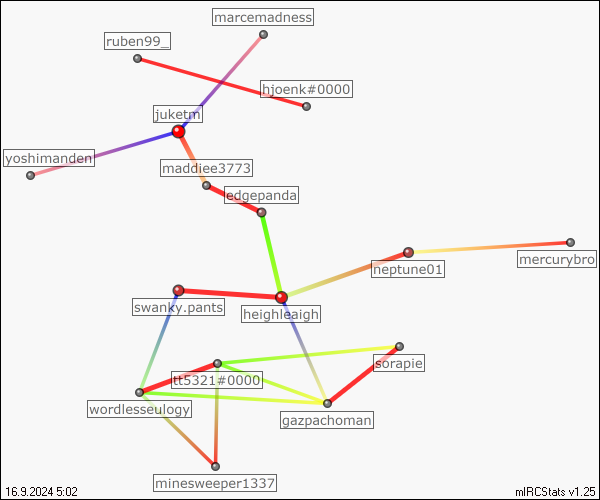 marcemadness
ruben99_
hjoenk#0000
juketm
yoshimanden
maddiee3773
edgepanda
mercurybro
neptune01
swanky.pants
heighleaigh
sorapie
tt5321#0000
wordlesseulogy
gazpachoman
minesweeper1337
16.9.2024 5:02
mIRCStats v1.25